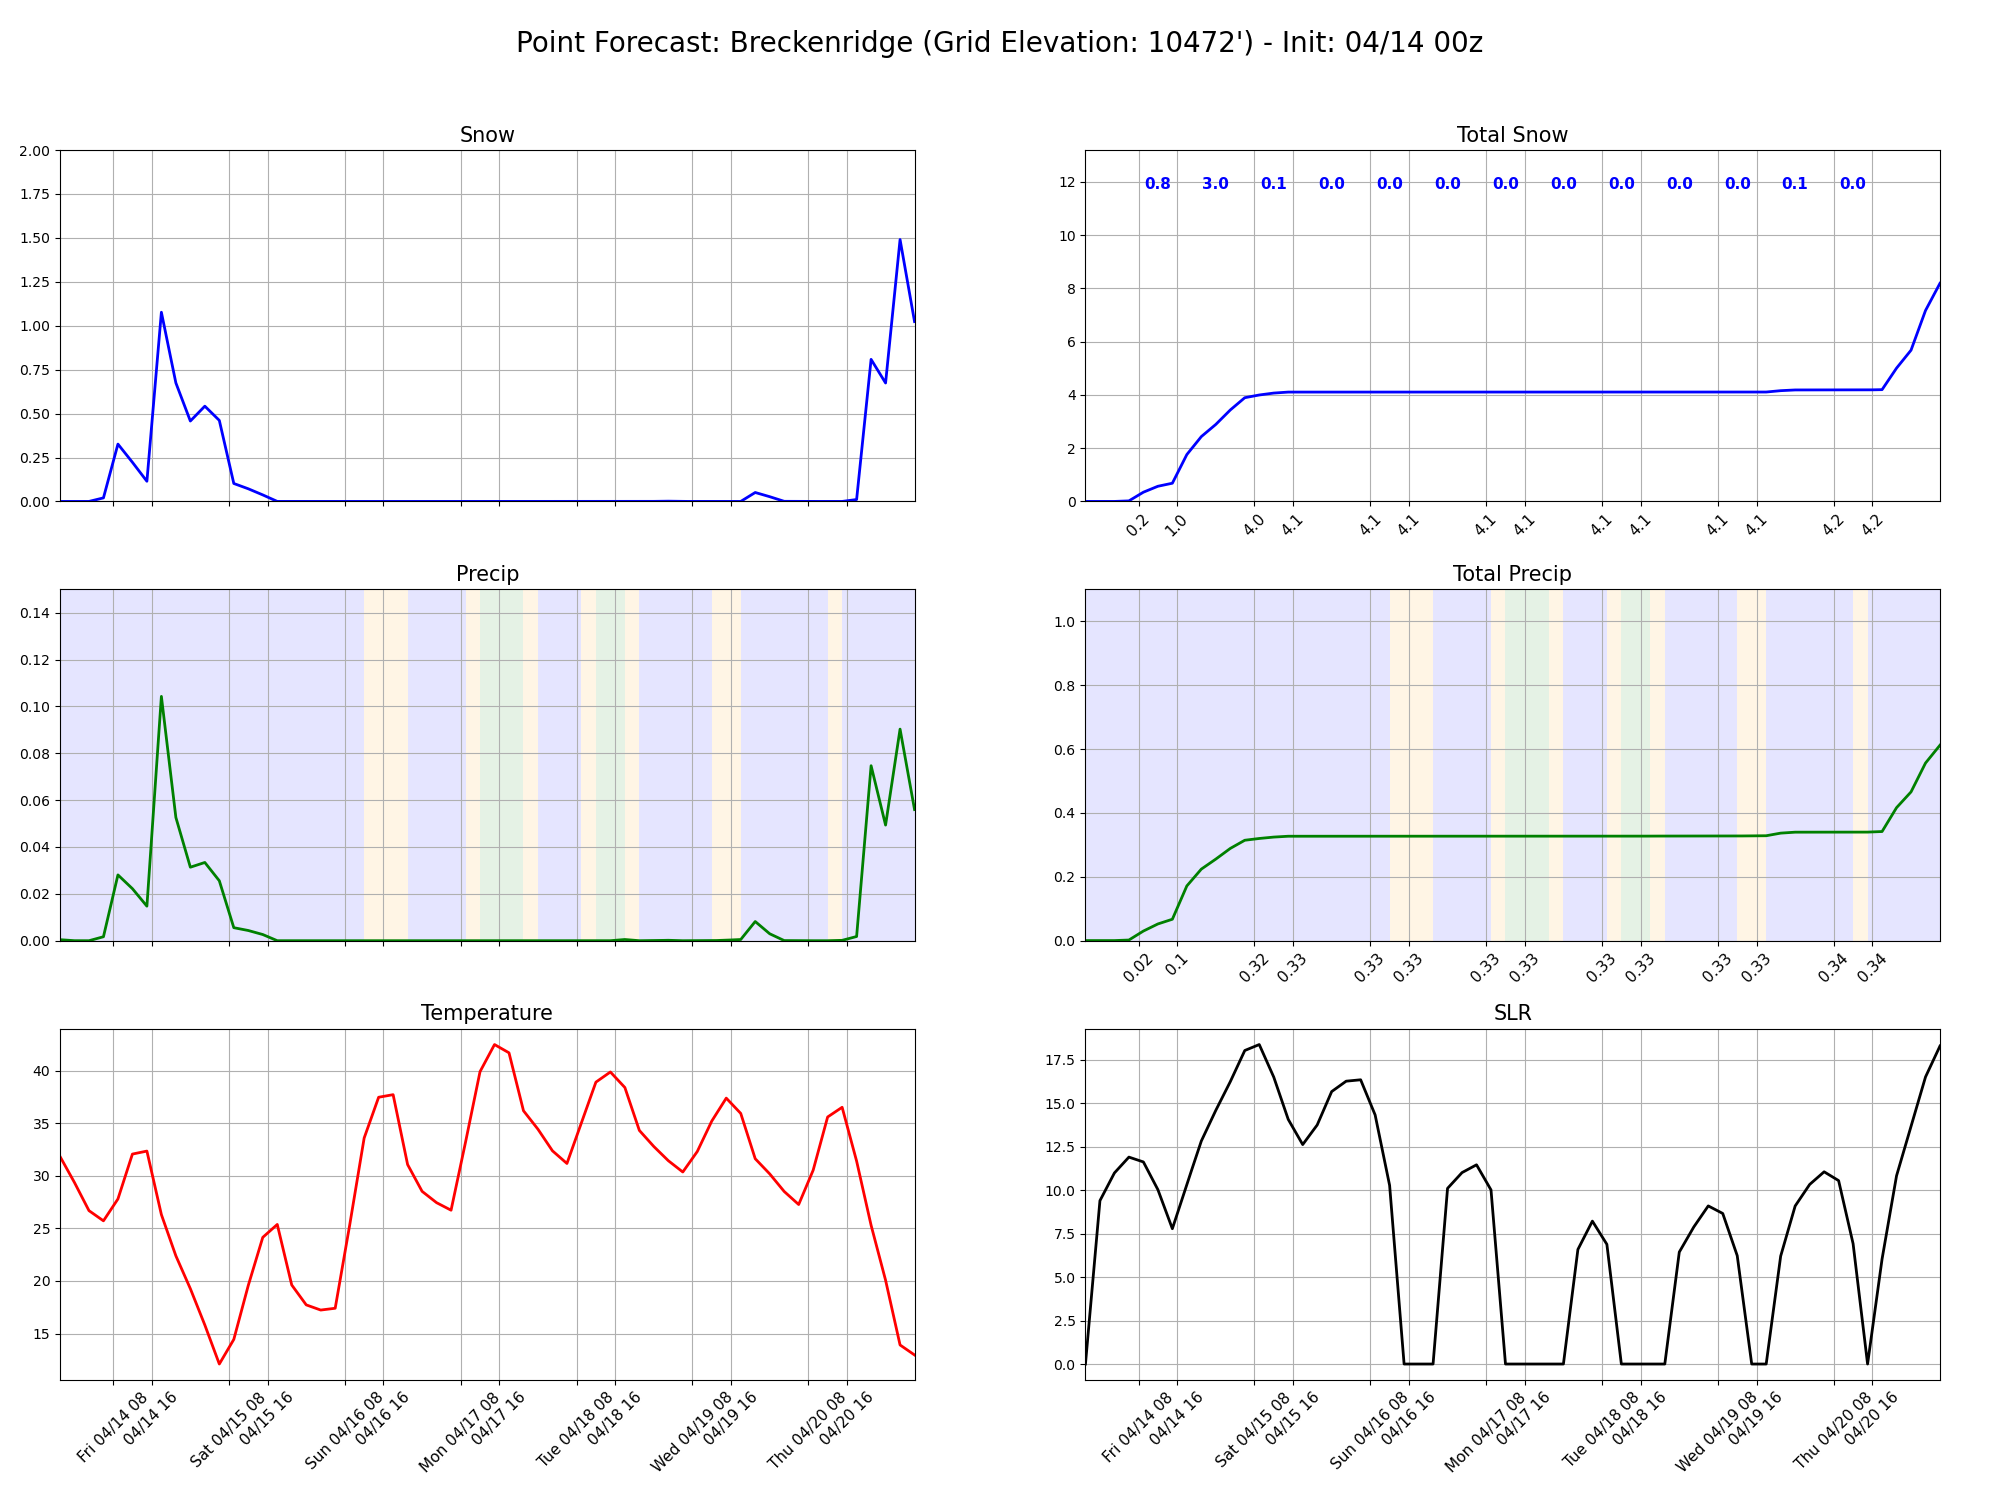 Point Forecast: Breckenridge (Grid Elevation: 10472') - Init: 04/14 00z
Snow
2.00
1.75
1.50
1.25
1.00
0.75
0.50
0.25
0.00
Total Snow
0.8 3.0 0.1 0.0 0.0 0.0 0.0 0.0 0.0 0.0 0.0 0.1 0.0
12
10
8
6
4
2
0
0.2 1.0 4.0 4.1 4.1 4.1 4.1 4.1 4.1 4.1 4.1 4.1 4.2 4.2
Precip
0.14
0.12
0.10
0.08
0.06
0.04
0.02
0.00
Total Precip
1.0
0.8
0.6
0.4
0.2
0.0
0.02 0.1 0.32 0.33 0.33 0.33 0.33 0.33 0.33 0.33 0.33 0.33 0.34 0.34
Temperature
40
35
30
25
20
15
Fri 04/14 08
04/14 16
Sat 04/15 08
04/15 16
Sun 04/16 08
04/16 16
Mon 04/17 08
04/17 16
Tue 04/18 08
04/18 16
Wed 04/19 08
04/19 16
Thu 04/20 08
04/20 16
SLR
17.5
15.0
12.5
10.0
7.5
5.0
2.5
0.0
Fri 04/14 08
04/14 16
Sat 04/15 08
04/15 16
Sun 04/16 08
04/16 16
Mon 04/17 08
04/17 16
Tue 04/18 08
04/18 16
Wed 04/19 08
04/19 16
Thu 04/20 08
04/20 16